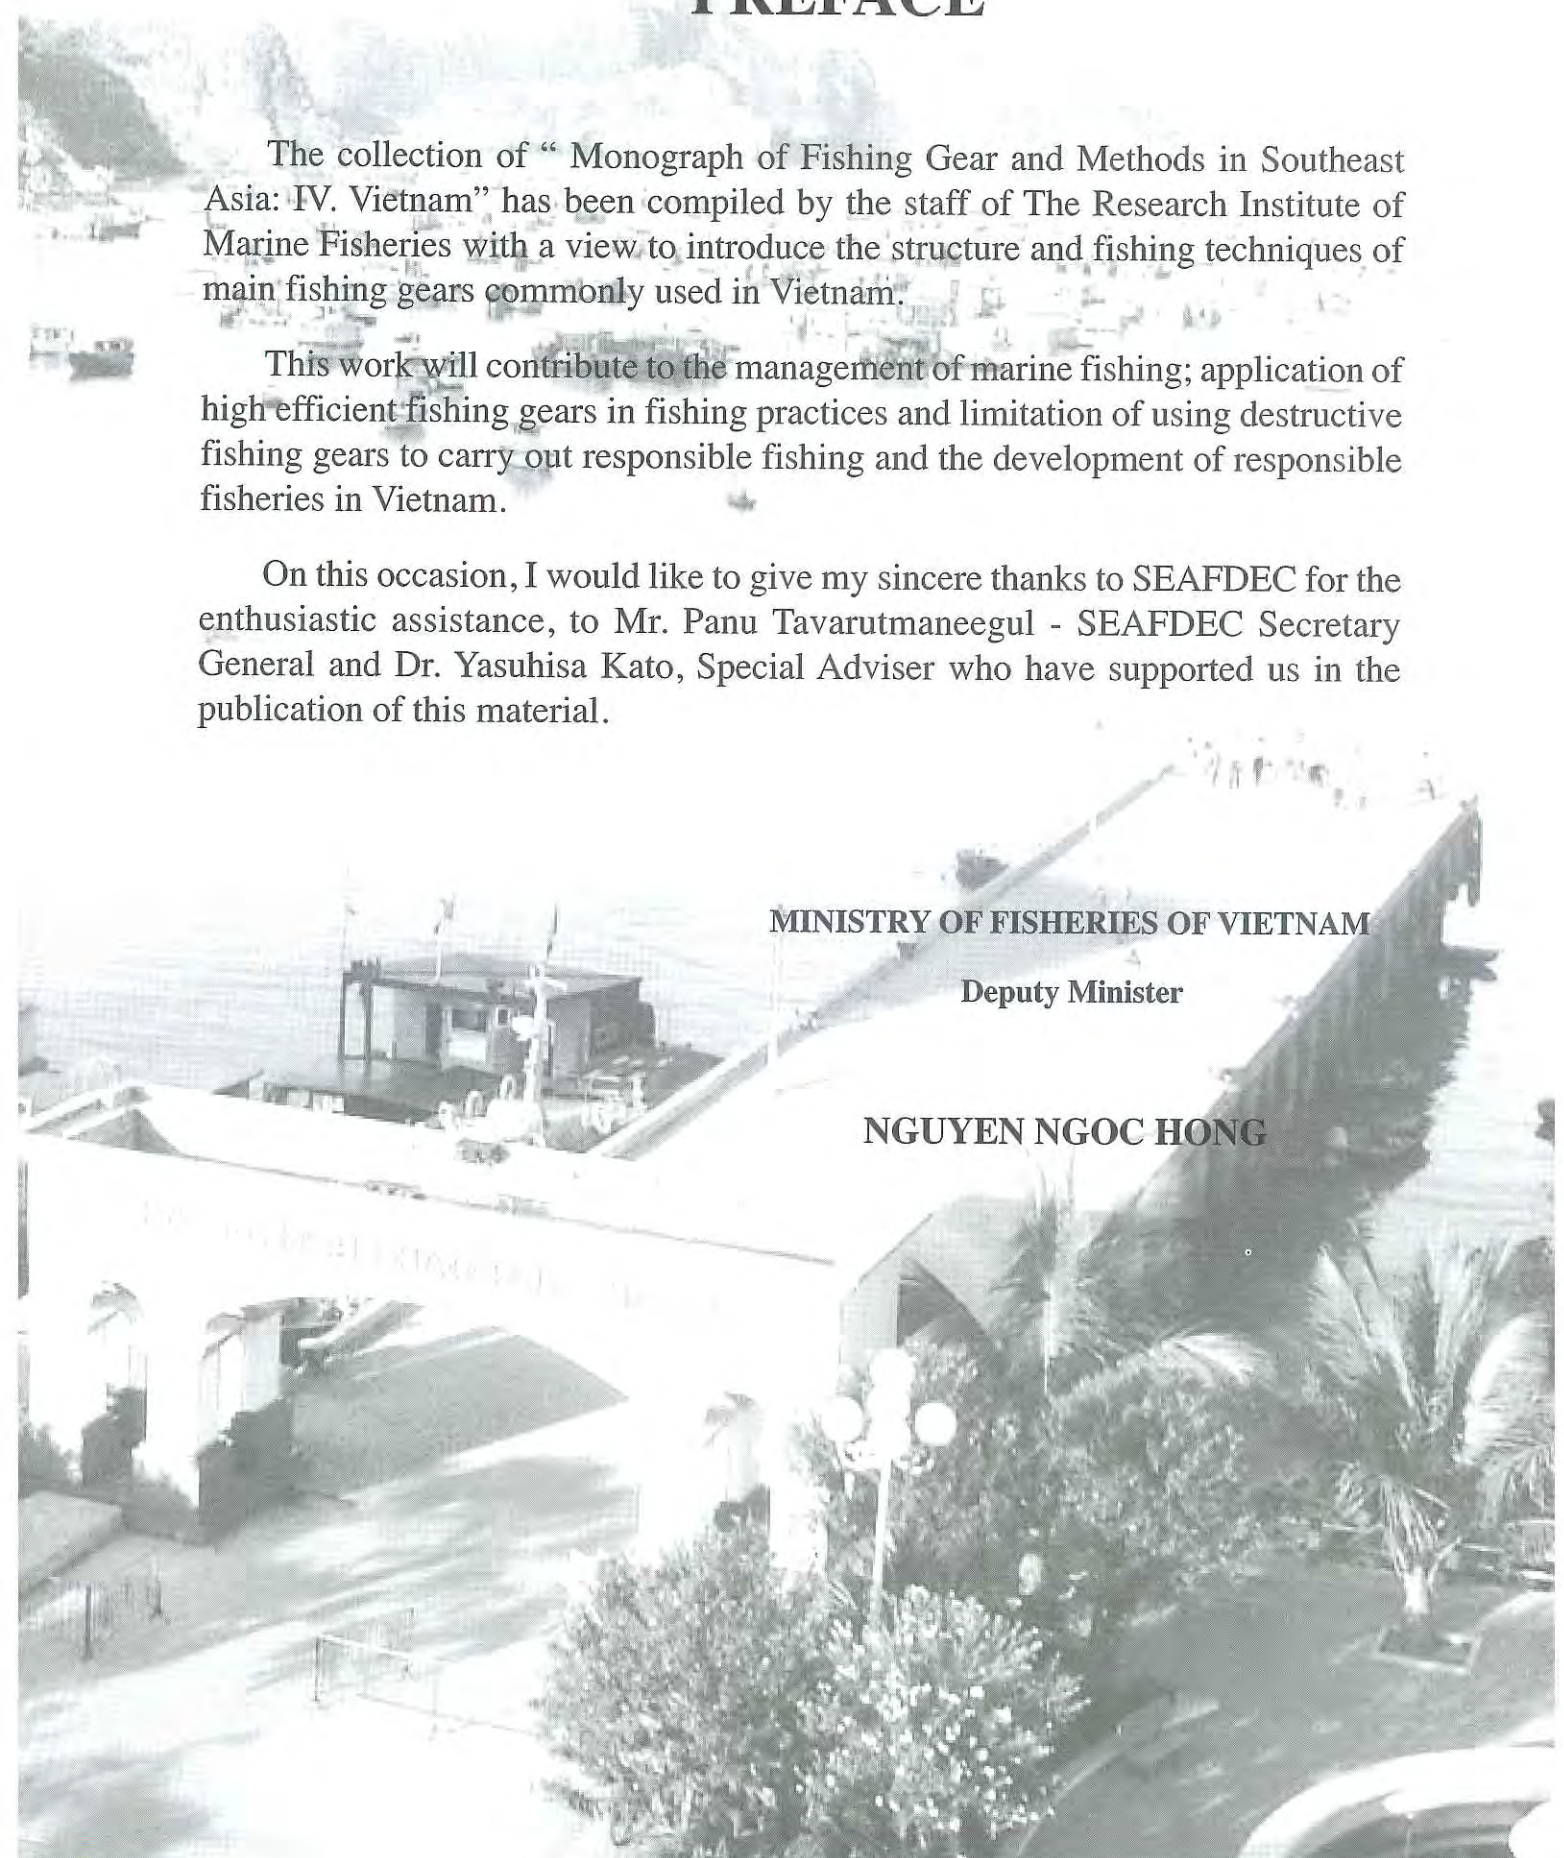 PREFACE
The collection of “ Monograph of Fishing Gear and Methods in Southeast
Asia: IV. Vietnam” has been compiled by the staff of The Research Institute of
Marine Fisheries with a view to introduce the structure and fishing techniques of
main fishing gears commonly used in Vietnam.
This work will contribute to the management of marine fishing; application of
high efficient fishing gears in fishing practices and limitation of using destructive
fishing gears to carry out responsible fishing and the development of responsible
fisheries in Vietnam.
On this occasion, I would like to give my sincere thanks to SEAFDEC for the
enthusiastic assistance, to Mr. Panu Tavarutmaneegul - SEAFDEC Secretary
General and Dr. Yasuhisa Kato, Special Adviser who have supported us in the
publication of this material.
MINISTRY OF FISHERIES OF VIETNAM
Deputy Minister
NGUYEN NGOC HONG